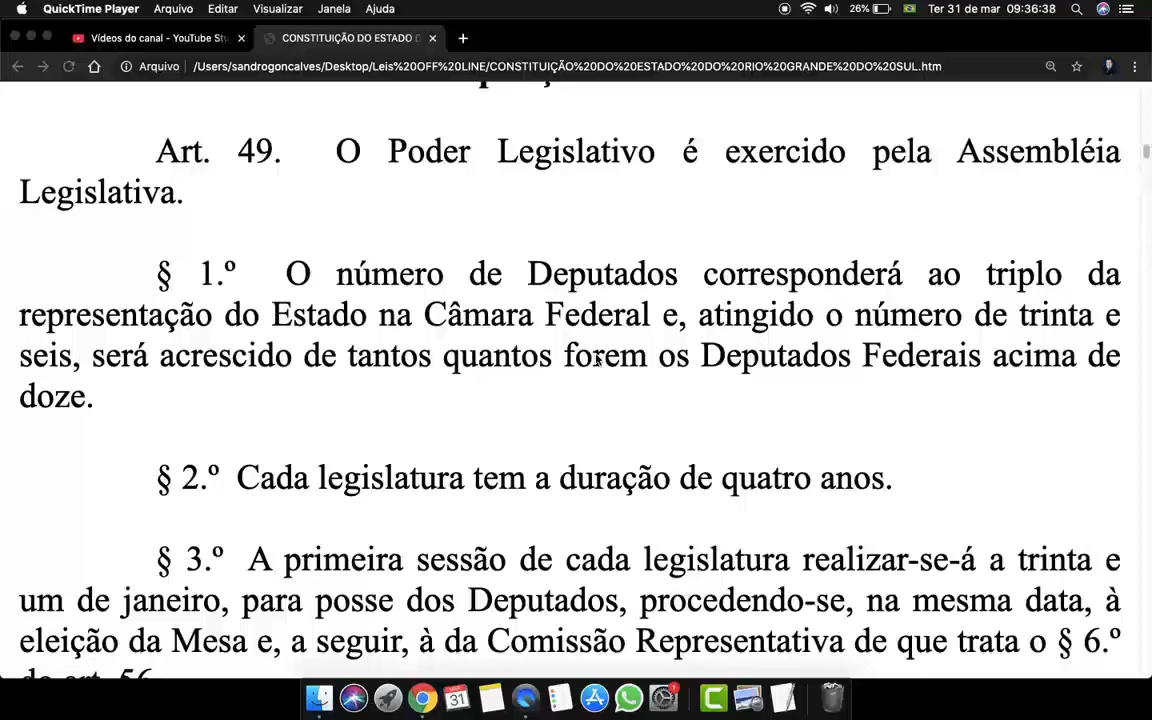 QuickTime Player Arquivo Editar Visualizar Janela Ajuda 26% Ter 31 de mar 09:36:38
Vídeos do canal - YouTube Stu × CONSTITUIÇÃO DO ESTADO D × +
Arquivo /Users/sandrogoncalves/Desktop/Leis%20OFF%20LINE/CONSTITUIÇÃO%20DO%20ESTADO%20DO%20RIO%20GRANDE%20DO%20SUL.htm
Art. 49. O Poder Legislativo é exercido pela Assembléia
Legislativa.
§ 1.º O número de Deputados corresponderá ao triplo da
representação do Estado na Câmara Federal e, atingido o número de trinta e
seis, será acrescido de tantos quantos forem os Deputados Federais acima de
doze.
§ 2.º Cada legislatura tem a duração de quatro anos.
§ 3.º A primeira sessão de cada legislatura realizar-se-á a trinta e
um de janeiro, para posse dos Deputados, procedendo-se, na mesma data, à
eleição da Mesa e, a seguir, à da Comissão Representativa de que trata o § 6.º
do art. 56